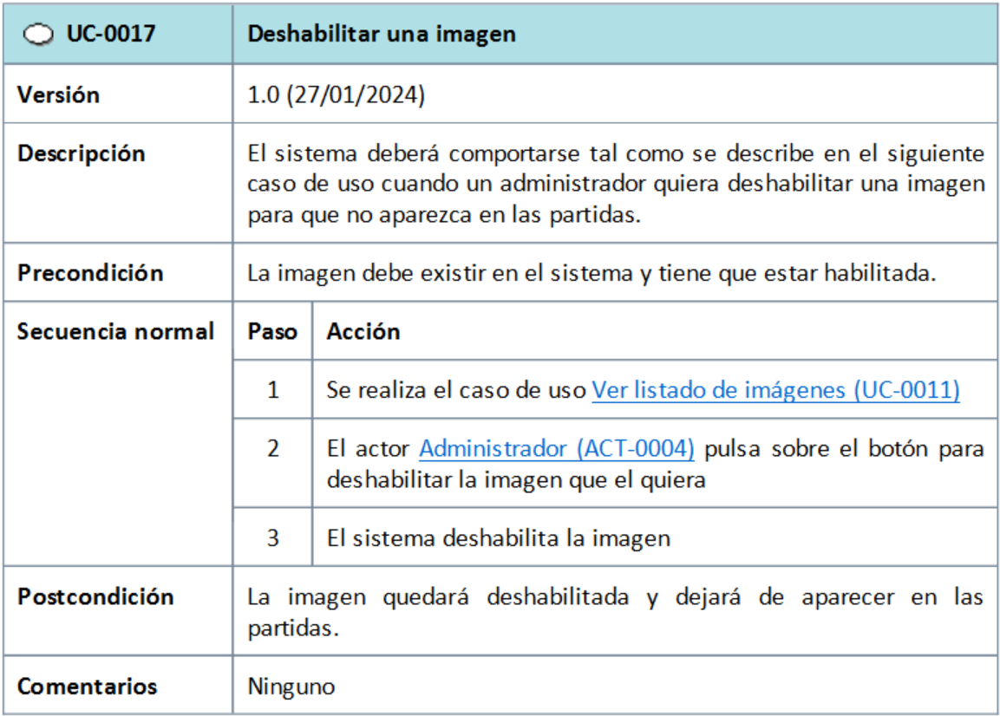 UC-0017 Deshabilitar una imagen
Versión 1.0 (27/01/2024)
Descripción El sistema deberá comportarse tal como se describe en el siguiente
caso de uso cuando un administrador quiera deshabilitar una imagen
para que no aparezca en las partidas.
Precondición La imagen debe existir en el sistema y tiene que estar habilitada.
Secuencia normal Paso Acción
1 Se realiza el caso de uso Ver listado de imágenes (UC-0011)
2 El actor Administrador (ACT-0004) pulsa sobre el botón para
deshabilitar la imagen que el quiera
3 El sistema deshabilita la imagen
Postcondición La imagen quedará deshabilitada y dejará de aparecer en las
partidas.
Comentarios Ninguno